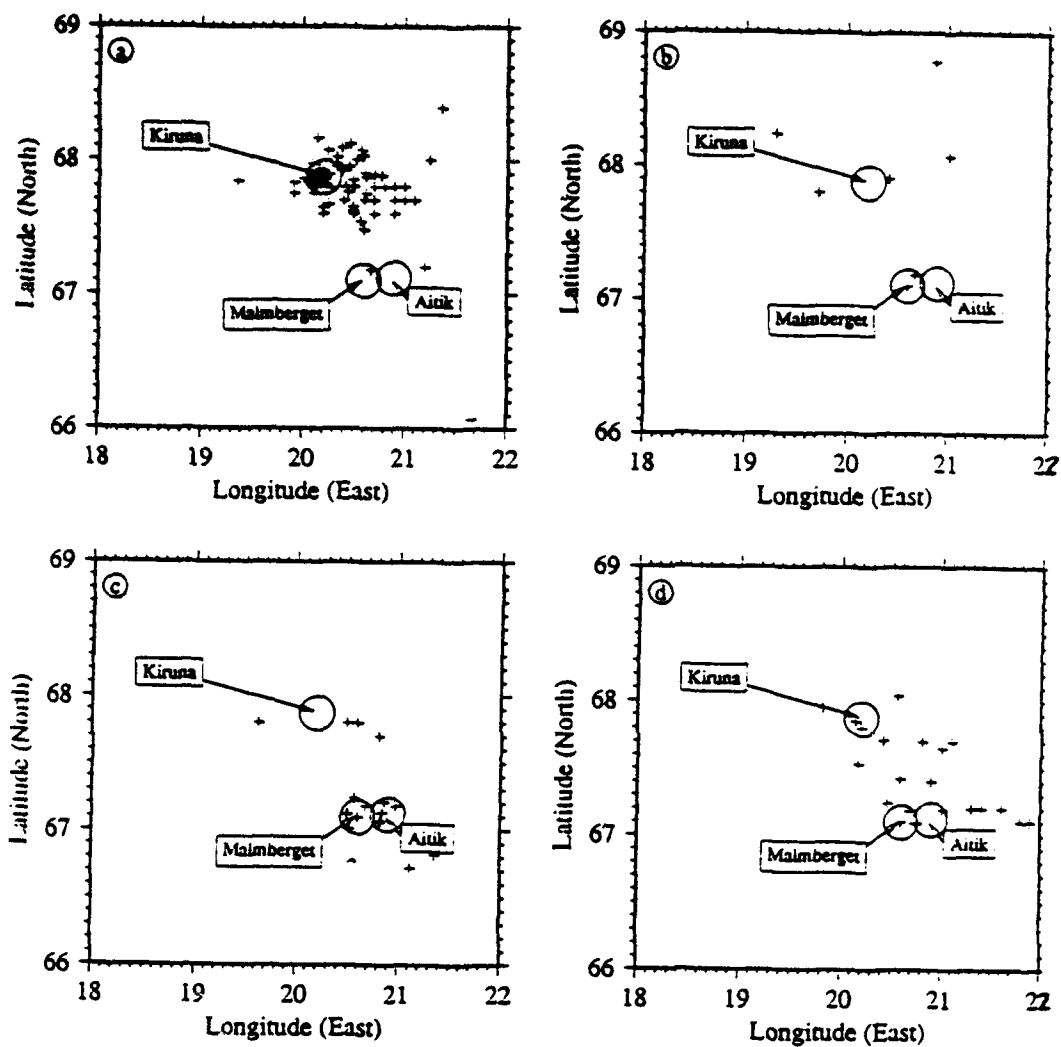 69
68
67
66
18 19 20 21 22
Latitude (North)
Longitude (East)
a
Kiruna
Malmberget
Aitik
69
68
67
66
18 19 20 21 22
Latitude (North)
Longitude (East)
b
Kiruna
Malmberget
Aitik
69
68
67
66
18 19 20 21 22
Latitude (North)
Longitude (East)
c
Kiruna
Malmberget
Aitik
69
68
67
66
18 19 20 21 22
Latitude (North)
Longitude (East)
d
Kiruna
Malmberget
Aitik